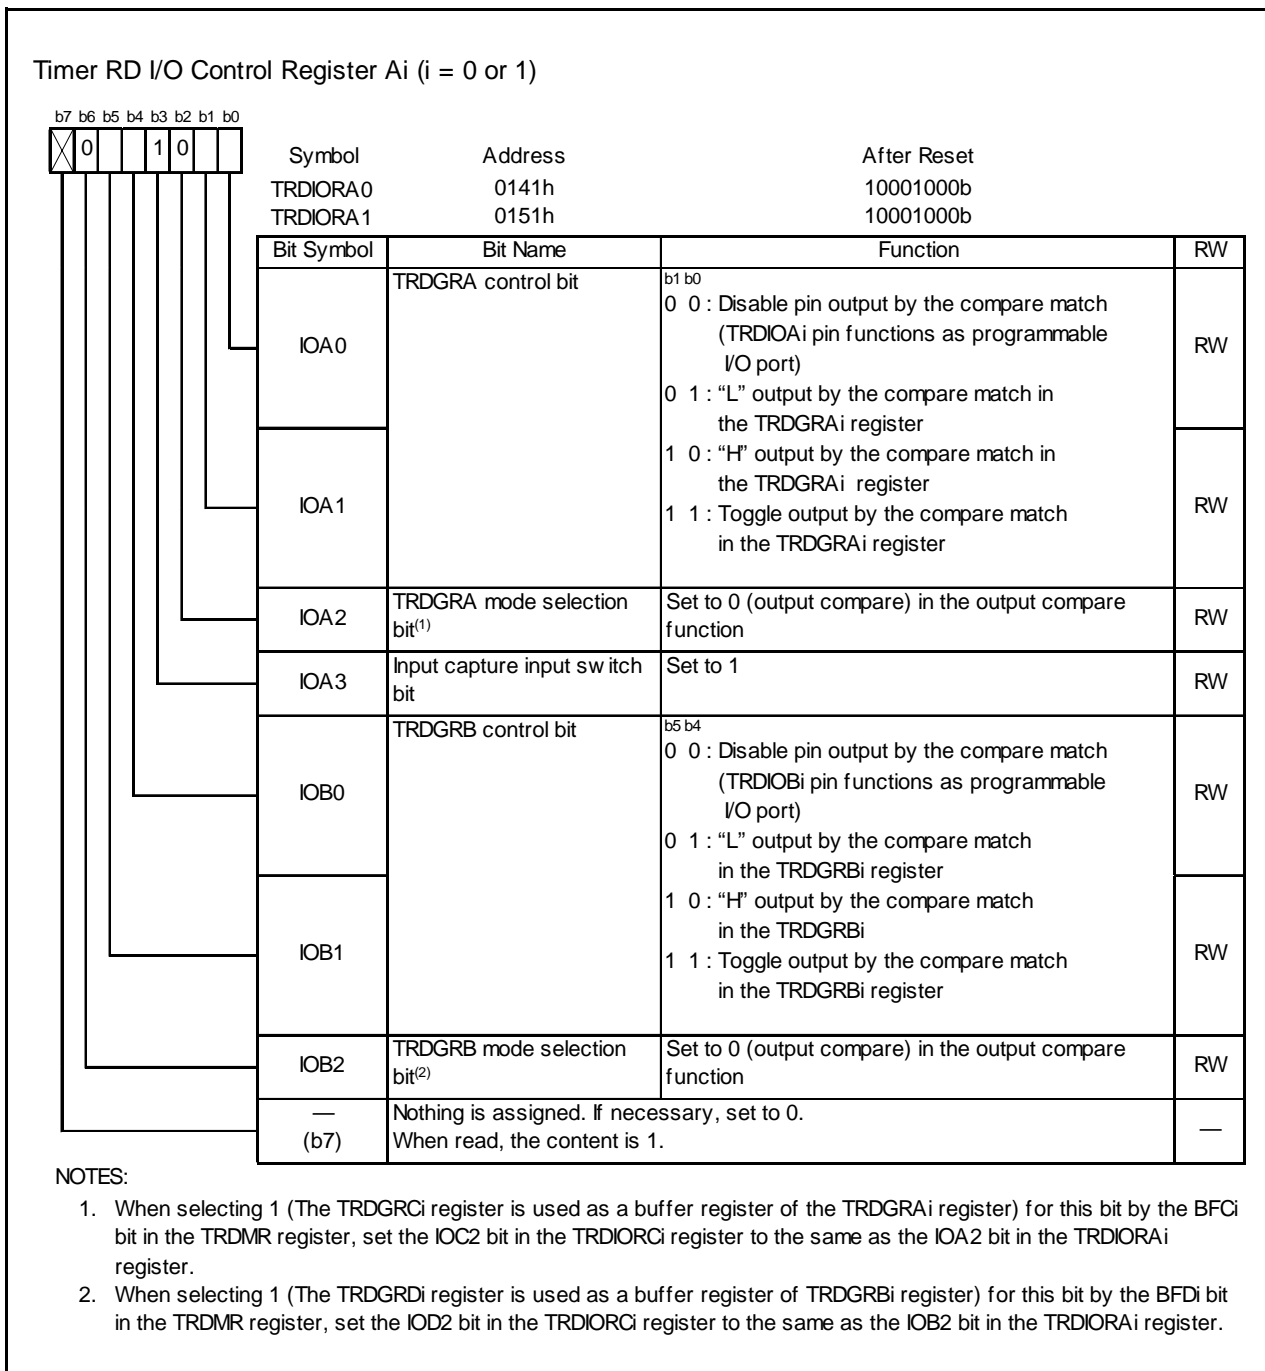 Timer RD I/O Control Register Ai (i = 0 or 1)
b7 b6 b5 b4 b3 b2 b1 b0
0 1 0
Symbol Address After Reset
TRDIORA0 0141h 10001000b
TRDIORA1 0151h 10001000b
Bit Symbol Bit Name Function RW
IOA0 TRDGRA control bit b1 b0
0 0 : Disable pin output by the compare match
(TRDIOAi pin functions as programmable
I/O port)
RW
0 1 : “L” output by the compare match in
the TRDGRAi register
IOA1 1 0 : “H” output by the compare match in
the TRDGRAi register
1 1 : Toggle output by the compare match
in the TRDGRAi register
RW
IOA2 TRDGRA mode selection
bit(1)
Set to 0 (output compare) in the output compare
function
RW
IOA3 Input capture input switch
bit
Set to 1
RW
IOB0 TRDGRB control bit b5 b4
0 0 : Disable pin output by the compare match
(TRDIOBi pin functions as programmable
I/O port)
RW
0 1 : “L” output by the compare match
in the TRDGRBi register
IOB1 1 0 : “H” output by the compare match
in the TRDGRBi
1 1 : Toggle output by the compare match
in the TRDGRBi register
RW
IOB2 TRDGRB mode selection
bit(2)
Set to 0 (output compare) in the output compare
function
RW
—
(b7)
Nothing is assigned. If necessary, set to 0.
When read, the content is 1.
—
NOTES:
1. When selecting 1 (The TRDGRCi register is used as a buffer register of the TRDGRAi register) for this bit by the BFCi
bit in the TRDMR register, set the IOC2 bit in the TRDIORCi register to the same as the IOA2 bit in the TRDIORAi
register.
2. When selecting 1 (The TRDGRDi register is used as a buffer register of TRDGRBi register) for this bit by the BFDi bit
in the TRDMR register, set the IOD2 bit in the TRDIORCi register to the same as the IOB2 bit in the TRDIORAi register.